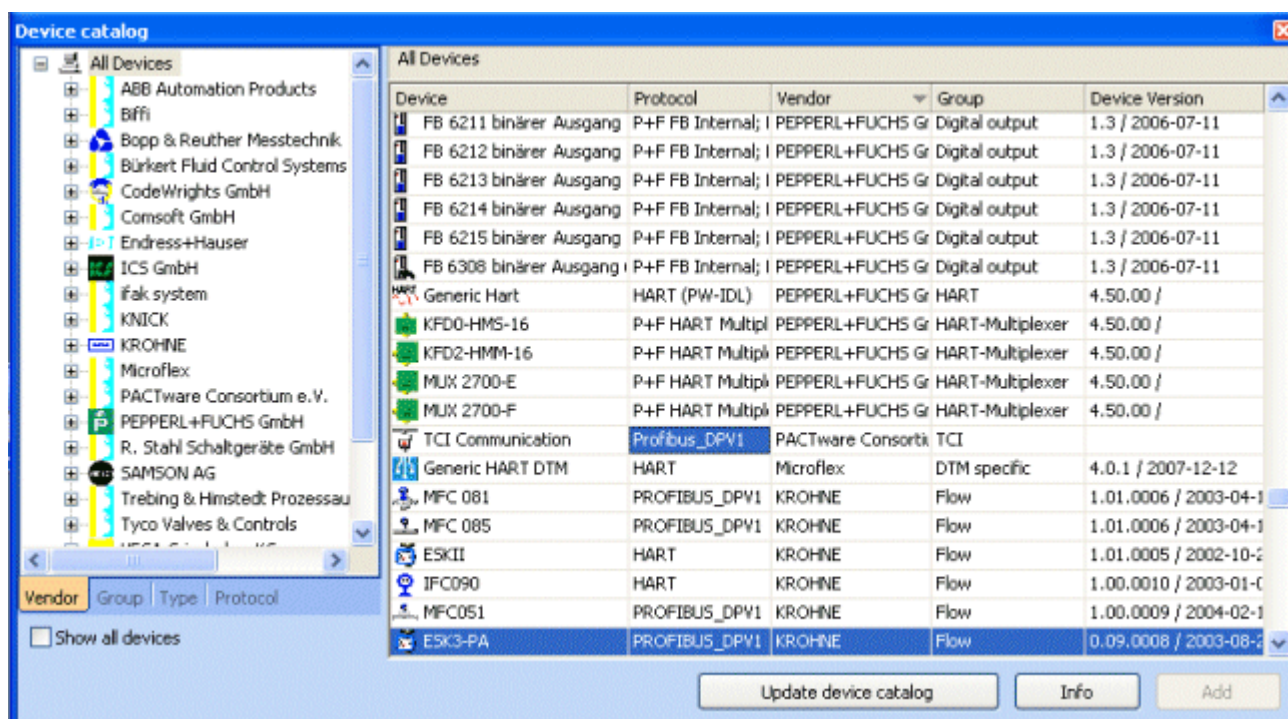 Device catalog
All Devices
ABB Automation Products
Biffi
Bopp & Reuther Messtechnik
Bürkert Fluid Control Systems
CodeWrights GmbH
Comsoft GmbH
Endress+Hauser
ICS GmbH
ifak system
KNICK
KROHNE
Microflex
PACTware Consortium e.V.
PEPPERL+FUCHS GmbH
R. Stahl Schaltgeräte GmbH
SAMSON AG
Trebing & Himstedt Prozessau
Tyco Valves & Controls
Vendor Group Type Protocol
Show all devices
All Devices
Device Protocol Vendor Group Device Version
FB 6211 binärer Ausgang P+F FB Internal; PEPPERL+FUCHS Gr Digital output 1.3 / 2006-07-11
FB 6212 binärer Ausgang P+F FB Internal; PEPPERL+FUCHS Gr Digital output 1.3 / 2006-07-11
FB 6213 binärer Ausgang P+F FB Internal; PEPPERL+FUCHS Gr Digital output 1.3 / 2006-07-11
FB 6214 binärer Ausgang P+F FB Internal; PEPPERL+FUCHS Gr Digital output 1.3 / 2006-07-11
FB 6215 binärer Ausgang P+F FB Internal; PEPPERL+FUCHS Gr Digital output 1.3 / 2006-07-11
FB 6308 binärer Ausgang P+F FB Internal; PEPPERL+FUCHS Gr Digital output 1.3 / 2006-07-11
Generic Hart HART (PW-IDL) PEPPERL+FUCHS Gr HART 4.50.00 /
KFD0-HMS-16 P+F HART Multipl PEPPERL+FUCHS Gr HART-Multiplexer 4.50.00 /
KFD2-HMM-16 P+F HART Multipl PEPPERL+FUCHS Gr HART-Multiplexer 4.50.00 /
MUX 2700-E P+F HART Multipl PEPPERL+FUCHS Gr HART-Multiplexer 4.50.00 /
MUX 2700-F P+F HART Multipl PEPPERL+FUCHS Gr HART-Multiplexer 4.50.00 /
TCI Communication Profibus_DPV1 PACTware Consorti TCI
Generic HART DTM HART Microflex DTM specific 4.0.1 / 2007-12-12
MFC 081 PROFIBUS_DPV1 KROHNE Flow 1.01.0006 / 2003-04-1
MFC 085 PROFIBUS_DPV1 KROHNE Flow 1.01.0006 / 2003-04-1
ESKII HART KROHNE Flow 1.01.0005 / 2002-10-2
IFC090 HART KROHNE Flow 1.00.0010 / 2003-01-0
MFC051 PROFIBUS_DPV1 KROHNE Flow 1.00.0009 / 2004-02-1
ESK3-PA PROFIBUS_DPV1 KROHNE Flow 0.09.0008 / 2003-08-2
Update device catalog Info Add